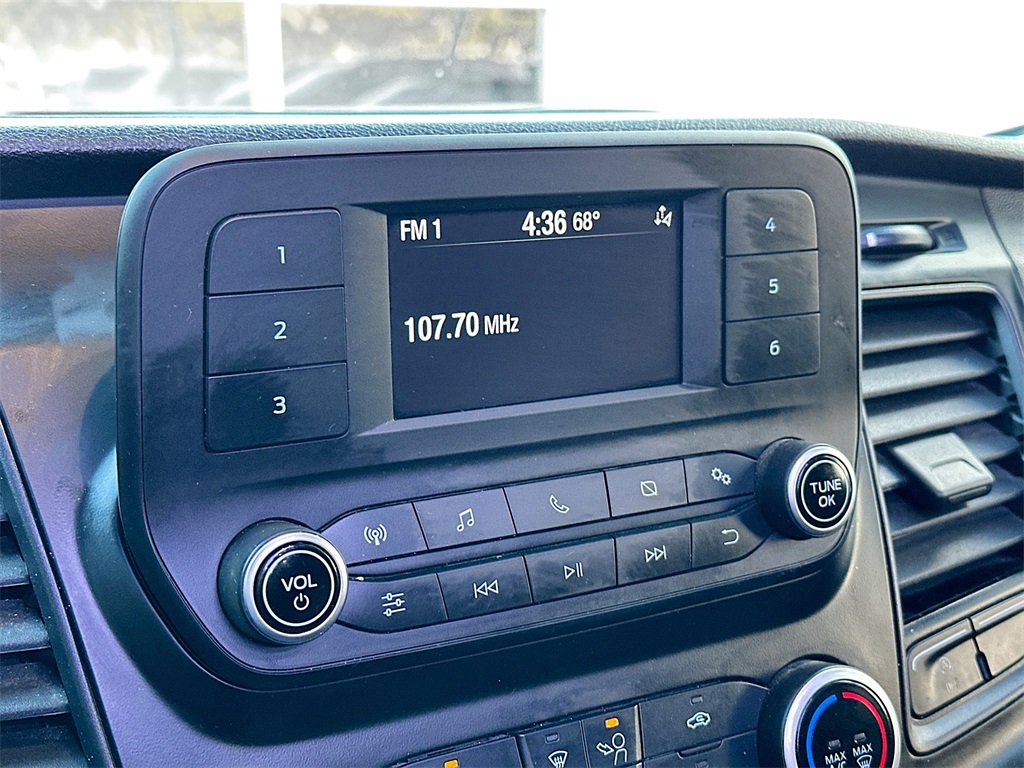 FM 1 4:36 68°
107.70 MHz
1
2
3
4
5
6
VOL
TUNE
OK
MAX
A/C
MAX